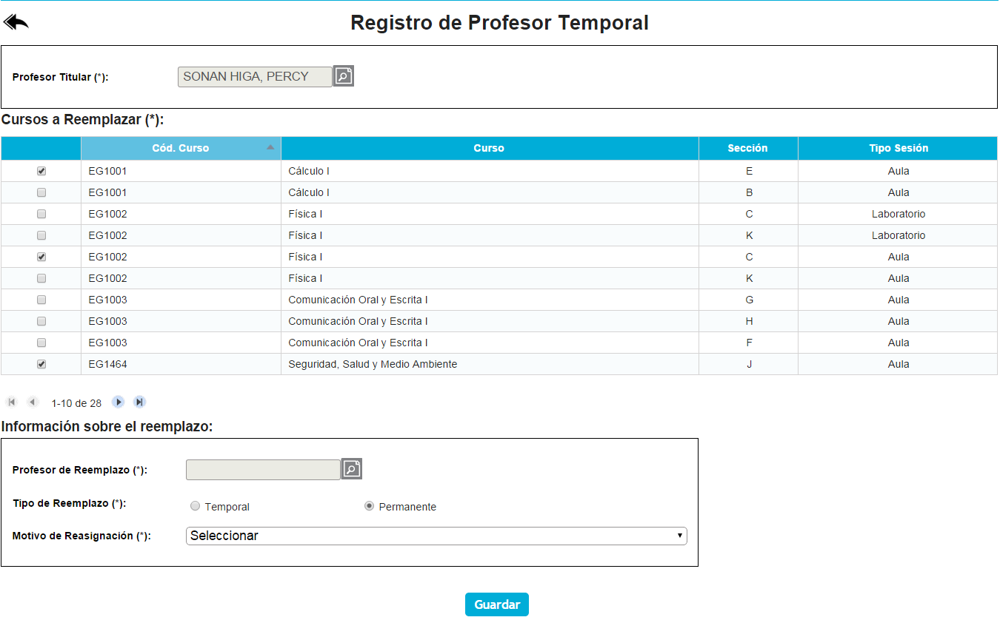 Registro de Profesor Temporal
Profesor Titular (*): SONAN HIGA, PERCY
Cursos a Reemplazar (*):
Cód. Curso Curso Sección Tipo Sesión
EG1001 Cálculo I E Aula
EG1001 Cálculo I B Aula
EG1002 Física I C Laboratorio
EG1002 Física I K Laboratorio
EG1002 Física I C Aula
EG1002 Física I K Aula
EG1003 Comunicación Oral y Escrita I G Aula
EG1003 Comunicación Oral y Escrita I H Aula
EG1003 Comunicación Oral y Escrita I F Aula
EG1464 Seguridad, Salud y Medio Ambiente J Aula
1-10 de 28
Información sobre el reemplazo:
Profesor de Reemplazo (*):
Tipo de Reemplazo (*): Temporal Permanente
Motivo de Reasignación (*): Seleccionar
Guardar